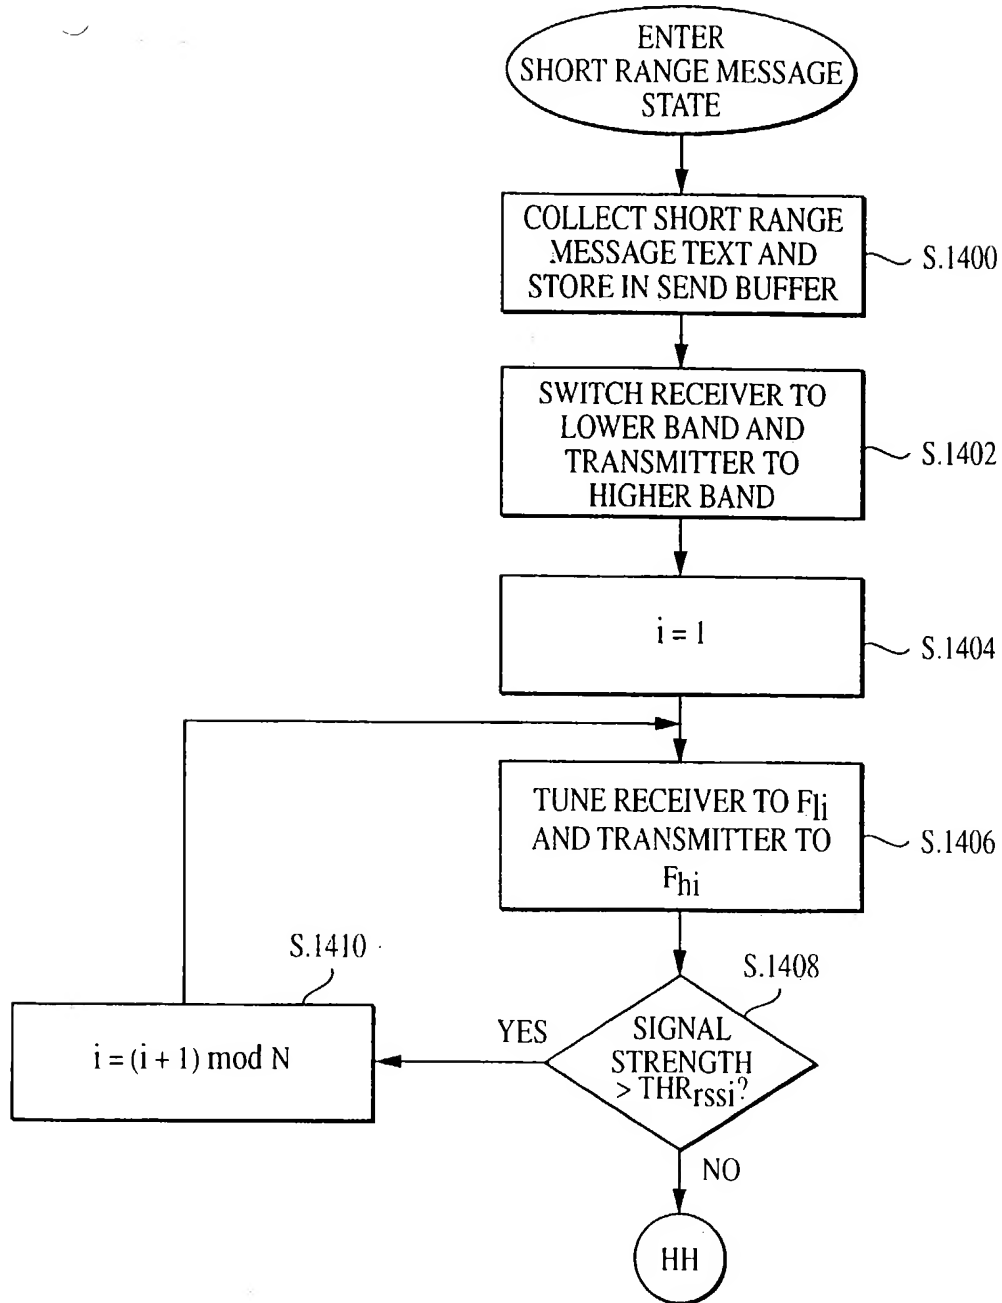 ENTER
SHORT RANGE MESSAGE
STATE
COLLECT SHORT RANGE
MESSAGE TEXT AND
STORE IN SEND BUFFER
S.1400
SWITCH RECEIVER TO
LOWER BAND AND
TRANSMITTER TO
HIGHER BAND
S.1402
i = 1
S.1404
TUNE RECEIVER TO Fli
AND TRANSMITTER TO
Fhi
S.1406
S.1410
i = (i + 1) mod N
YES
S.1408
SIGNAL
STRENGTH
> THRrssi?
NO
HH